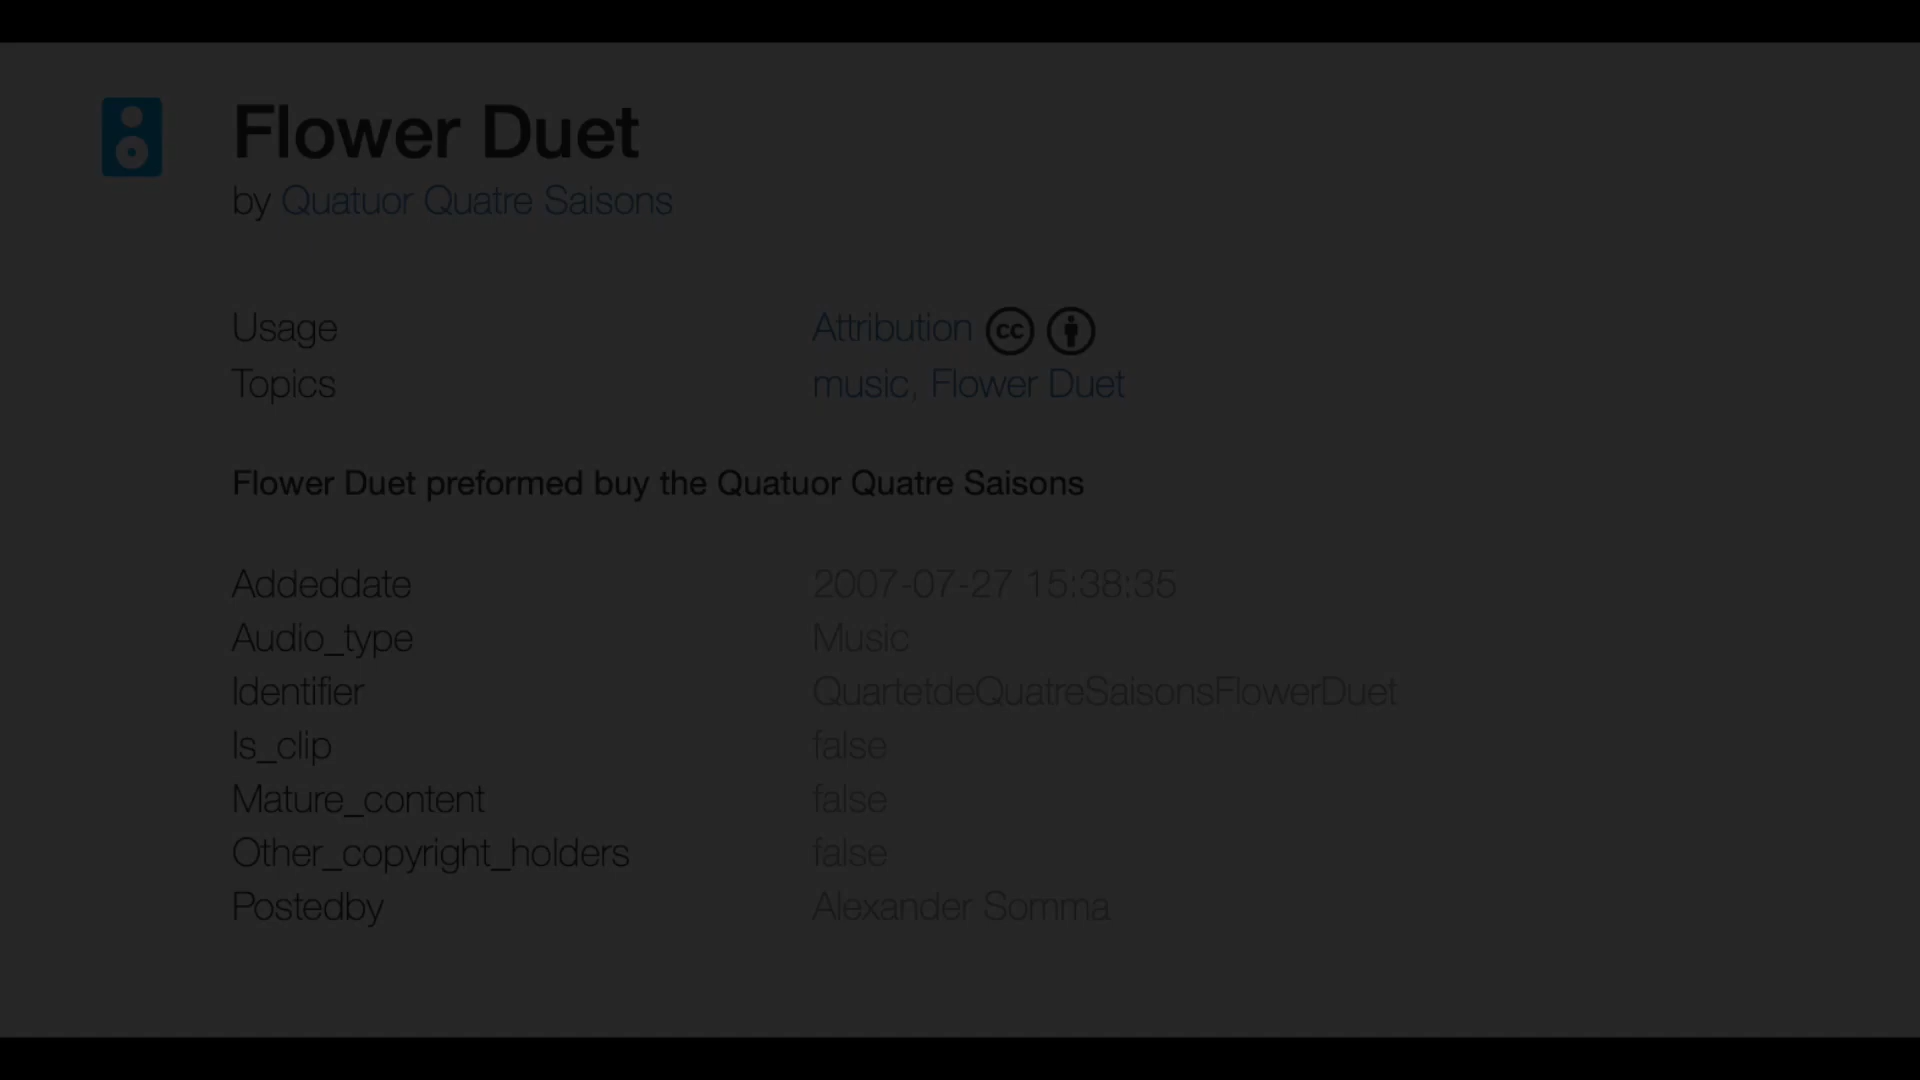 Flower Duet
by Quatuor Quatre Saisons
Usage Attribution
Topics music, Flower Duet
Flower Duet preformed buy the Quatuor Quatre Saisons
Addeddate 2007-07-27 15:38:35
Audio_type Music
Identifier QuartetdeQuatreSaisonsFlowerDuet
Is_clip false
Mature_content false
Other_copyright_holders false
Postedby Alexander Somma